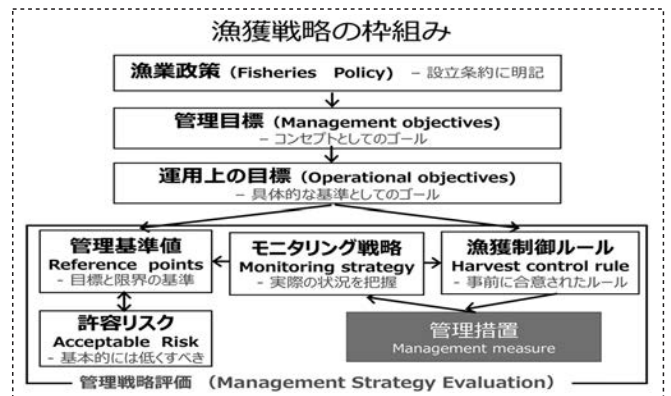 漁獲戦略の枠組み
漁業政策（Fisheries Policy）－設立条約に明記
管理目標（Management objectives）
－コンセプトとしてのゴール
運用上の目標（Operational objectives）
－具体的な基準としてのゴール
管理基準値
Reference points
－目標と限界の基準
モニタリング戦略
Monitoring strategy
－実際の状況を把握
漁獲制御ルール
Harvest control rule
－事前に合意されたルール
許容リスク
Acceptable Risk
－基本的には低くすべき
管理措置
Management measure
管理戦略評価 （Management Strategy Evaluation）